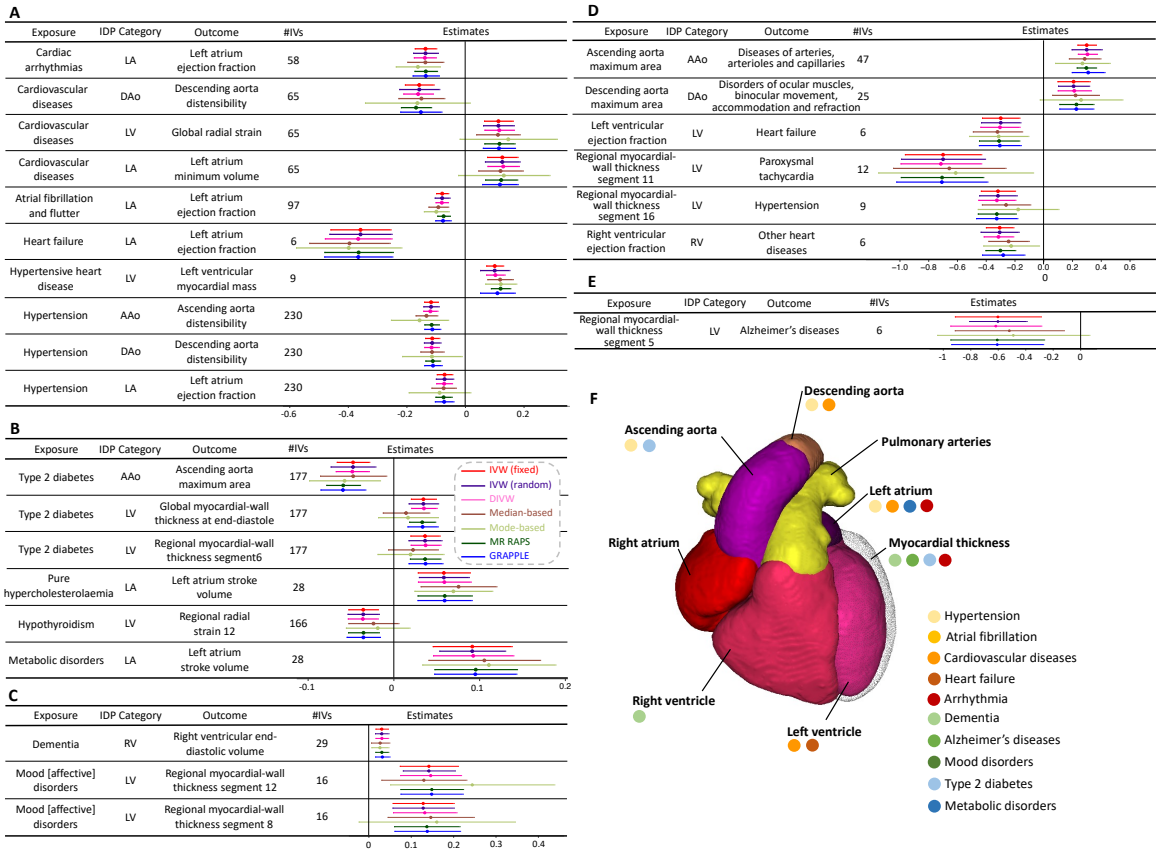 A
Exposure IDP Category Outcome #IVs Estimates
Cardiac arrhythmias LA Left atrium ejection fraction 58
Cardiovascular diseases DAo Descending aorta distensibility 65
Cardiovascular diseases LV Global radial strain 65
Cardiovascular diseases LA Left atrium minimum volume 65
Atrial fibrillation and flutter LA Left atrium ejection fraction 97
Heart failure LA Left atrium ejection fraction 6
Hypertensive heart disease LV Left ventricular myocardial mass 9
Hypertension AAo Ascending aorta distensibility 230
Hypertension DAo Descending aorta distensibility 230
Hypertension LA Left atrium ejection fraction 230
−0.6 −0.4 −0.2 0 0.2
B
Exposure IDP Category Outcome #IVs Estimates
Type 2 diabetes AAo Ascending aorta maximum area 177
Type 2 diabetes LV Global myocardial-wall thickness at end-diastole 177
Type 2 diabetes LV Regional myocardial-wall thickness segment6 177
Pure hypercholesterolaemia LA Left atrium stroke volume 28
Hypothyroidism LV Regional radial strain 12 166
Metabolic disorders LA Left atrium stroke volume 28
−0.1 0 0.1 0.2
IVW (fixed)
IVW (random)
DIVW
Median-based
Mode-based
MR RAPS
GRAPPLE
C
Exposure IDP Category Outcome #IVs Estimates
Dementia RV Right ventricular end-diastolic volume 29
Mood [affective] disorders LV Regional myocardial-wall thickness segment 12 16
Mood [affective] disorders LV Regional myocardial-wall thickness segment 8 16
0 0.1 0.2 0.3 0.4
D
Exposure IDP Category Outcome #IVs Estimates
Ascending aorta maximum area AAo Diseases of arteries, arterioles and capillaries 47
Descending aorta maximum area DAo Disorders of ocular muscles, binocular movement, accommodation and refraction 25
Left ventricular ejection fraction LV Heart failure 6
Regional myocardial-wall thickness segment 11 LV Paroxysmal tachycardia 12
Regional myocardial-wall thickness segment 16 LV Hypertension 9
Right ventricular ejection fraction RV Other heart diseases 6
−1.0 −0.8 −0.6 −0.4 −0.2 0 0.2 0.4 0.6
0
E
Exposure IDP Category Outcome #IVs Estimates
Regional myocardial-wall thickness segment 5 LV Alzheimer's diseases 6
−1 −0.8 −0.6 −0.4 −0.2 0
F
Descending aorta
Ascending aorta
Pulmonary arteries
Left atrium
Right atrium
Myocardial thickness
Right ventricle
Left ventricle
Hypertension
Atrial fibrillation
Cardiovascular diseases
Heart failure
Arrhythmia
Dementia
Alzheimer's diseases
Mood disorders
Type 2 diabetes
Metabolic disorders